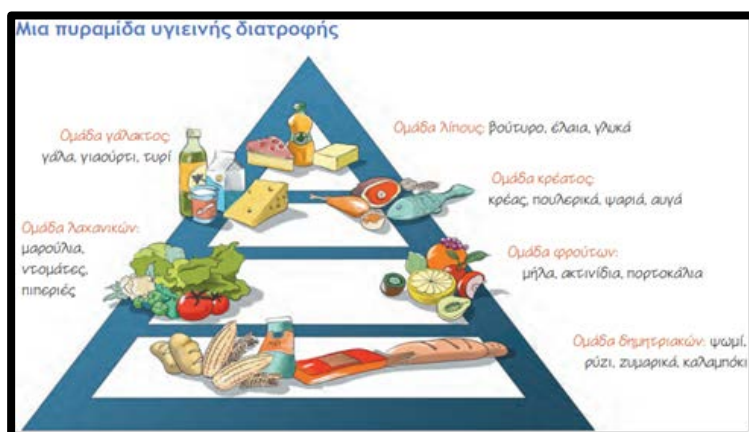 Μια πυραμίδα υγιεινής διατροφής
Ομάδα γάλακτος:
γάλα, γιαούρτι, τυρί
Ομάδα λίπους: βούτυρο, έλαια, γλυκά
Ομάδα κρέατος:
κρέας, πουλερικά, ψαριά, αυγά
Ομάδα λαχανικών:
μαρούλια,
ντομάτες,
πιπεριές
Ομάδα φρούτων:
μήλα, ακτινίδια, πορτοκάλια
Ομάδα δημητριακών: ψωμί,
ρύζι, ζυμαρικά, καλαμπόκι